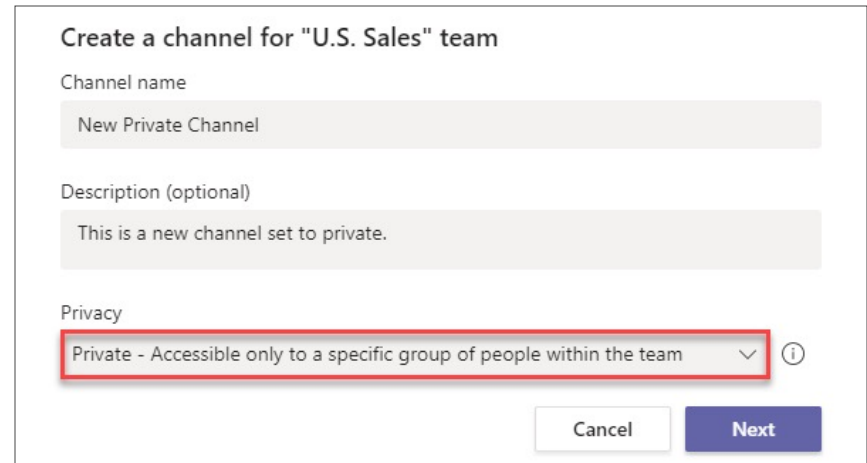 Create a channel for "U.S. Sales" team
Channel name
New Private Channel
Description (optional)
This is a new channel set to private.
Privacy
Private - Accessible only to a specific group of people within the team
Cancel Next